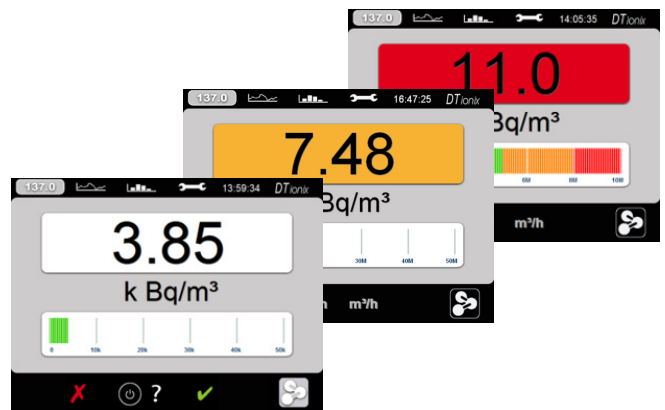 137.0 14:05:35 DTionix
11.0
Bq/m³
6M 8M 10M
m³/h
137.0 16:47:25 DTionix
7.48
Bq/m³
30M 40M 50M
m³/h
137.0 13:59:34 DTionix
3.85
k Bq/m³
0 10k 20k 30k 40k 50k
?